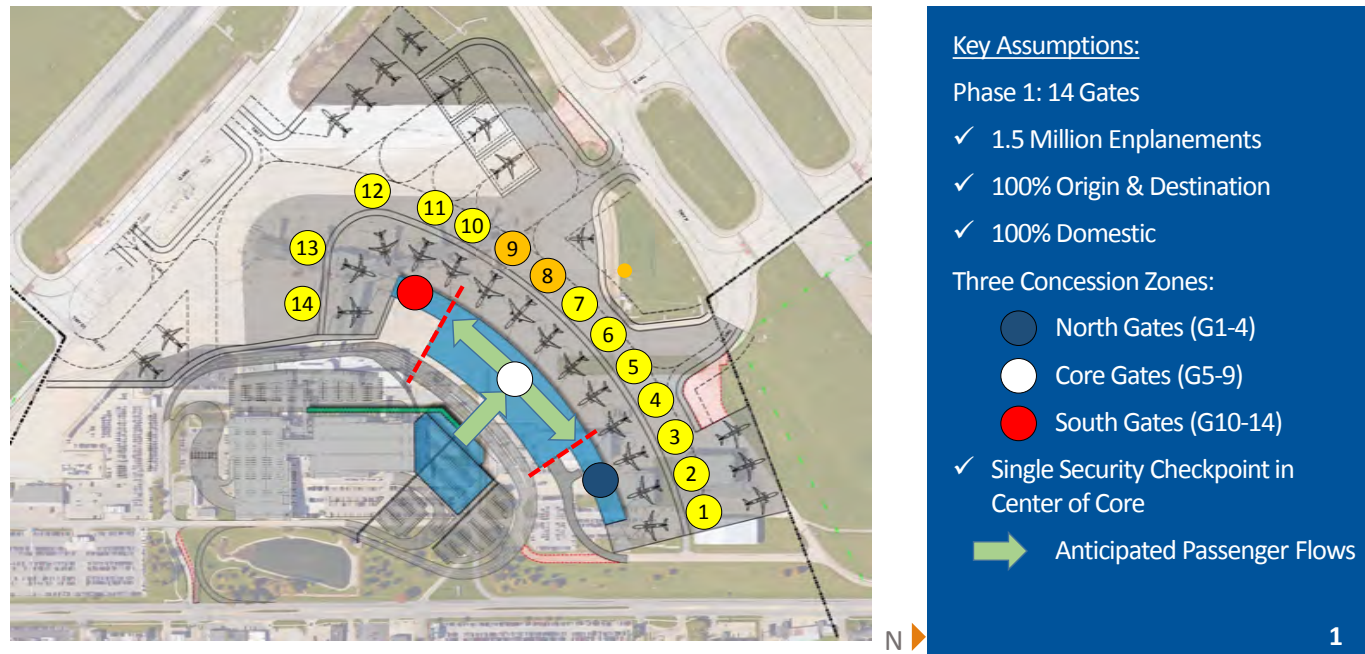 12
11
10
13
9
8
14
7
6
5
4
3
2
1
N
Key Assumptions:
Phase 1: 14 Gates
✓ 1.5 Million Enplanements
✓ 100% Origin & Destination
✓ 100% Domestic
Three Concession Zones:
North Gates (G1-4)
Core Gates (G5-9)
South Gates (G10-14)
✓ Single Security Checkpoint in
Center of Core
Anticipated Passenger Flows
1